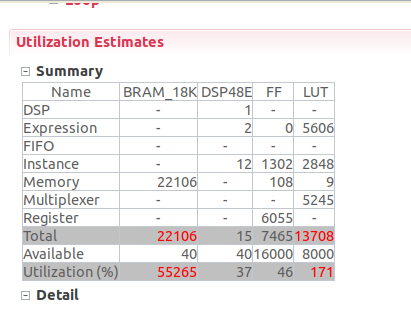 Loop
Utilization Estimates
Summary
Name BRAM_18K DSP48E FF LUT
DSP - 1 - -
Expression - 2 0 5606
FIFO - - - -
Instance - 12 1302 2848
Memory 22106 - 108 9
Multiplexer - - - 5245
Register - - 6055 -
Total 22106 15 7465 13708
Available 40 40 16000 8000
Utilization (%) 55265 37 46 171
Detail